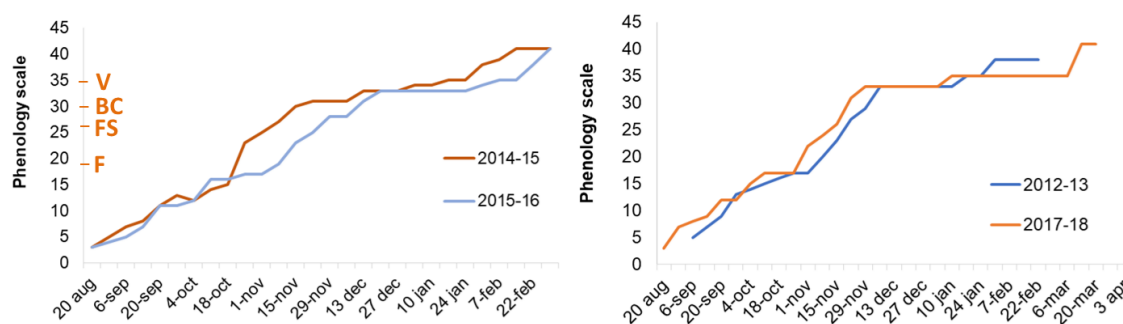 Phenology scale
45
40
35
30
25
20
15
10
5
0
V
BC
FS
F
2014-15
2015-16
20 aug
6-sep
20-sep
4-oct
18-oct
1-nov
15-nov
29-nov
13 dec
27 dec
10 jan
24 jan
7-feb
22-feb
Phenology scale
45
40
35
30
25
20
15
10
5
0
2012-13
2017-18
20 aug
6-sep
20-sep
4-oct
18-oct
1-nov
15-nov
29-nov
13 dec
27 dec
10 jan
24 jan
7-feb
22-feb
6-mar
20-mar
3 apr